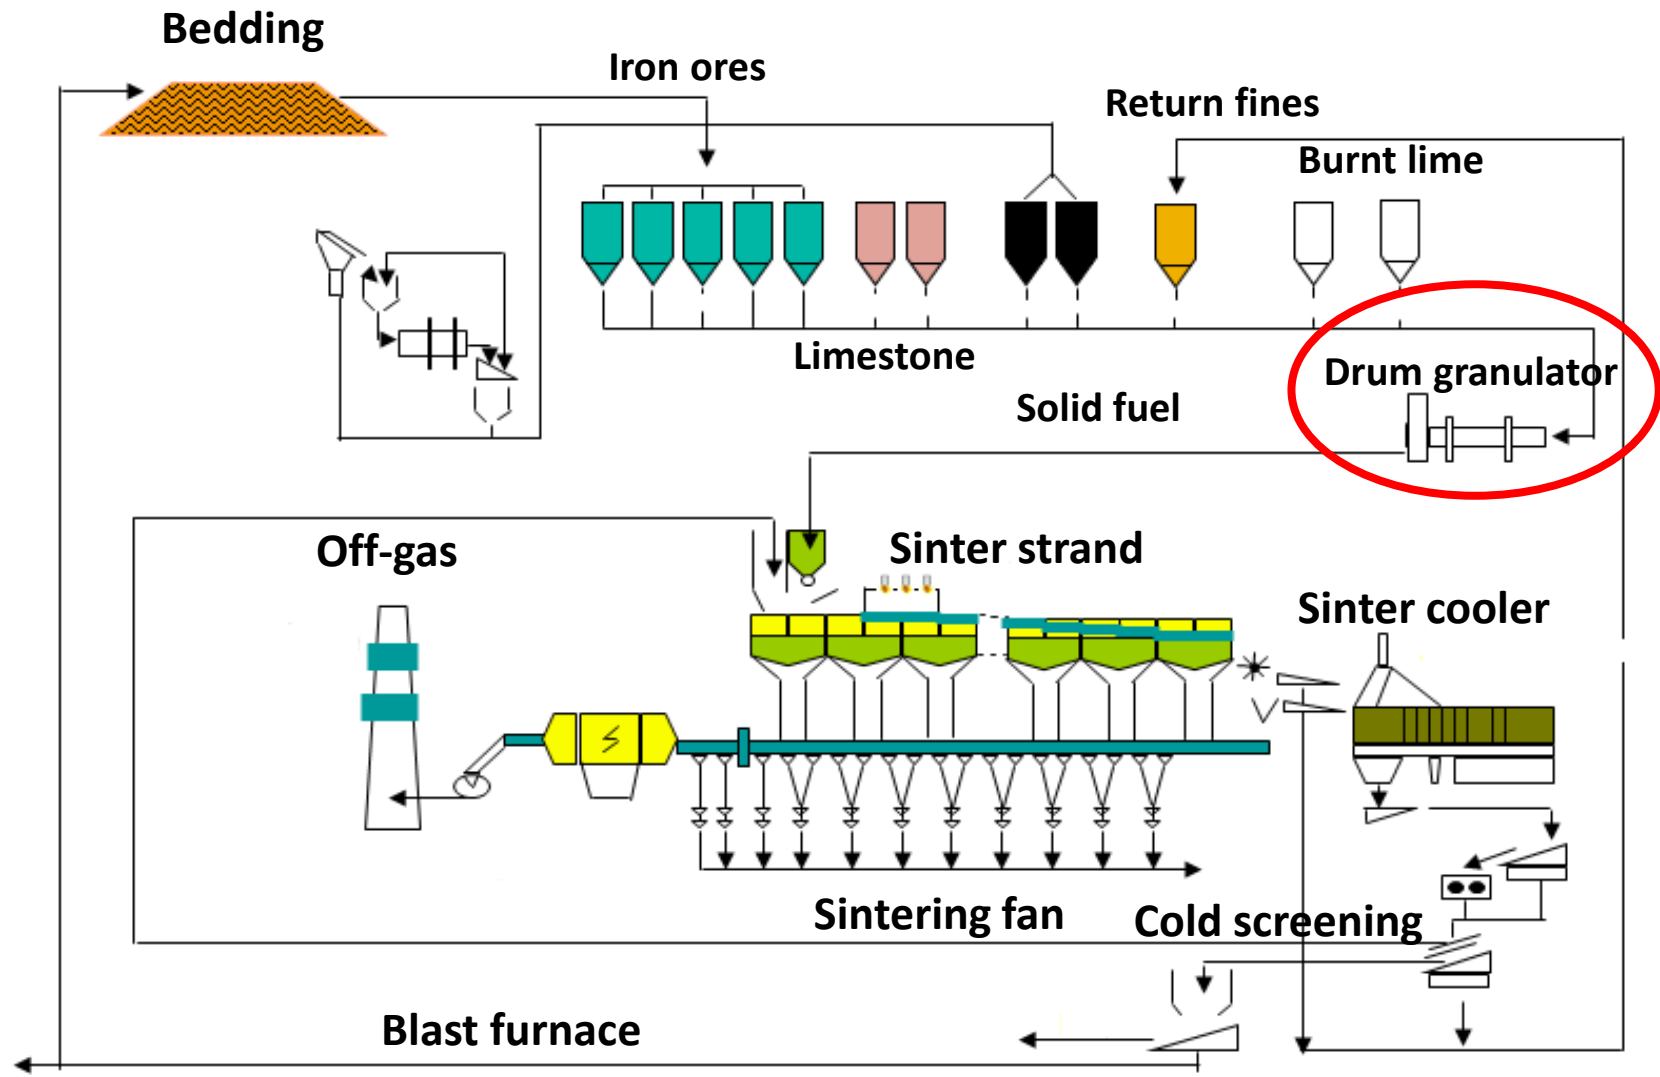 Bedding
Iron ores
Return fines
Burnt lime
Limestone
Drum granulator
Solid fuel
Off-gas
Sinter strand
Sinter cooler
Sintering fan
Cold screening
Blast furnace